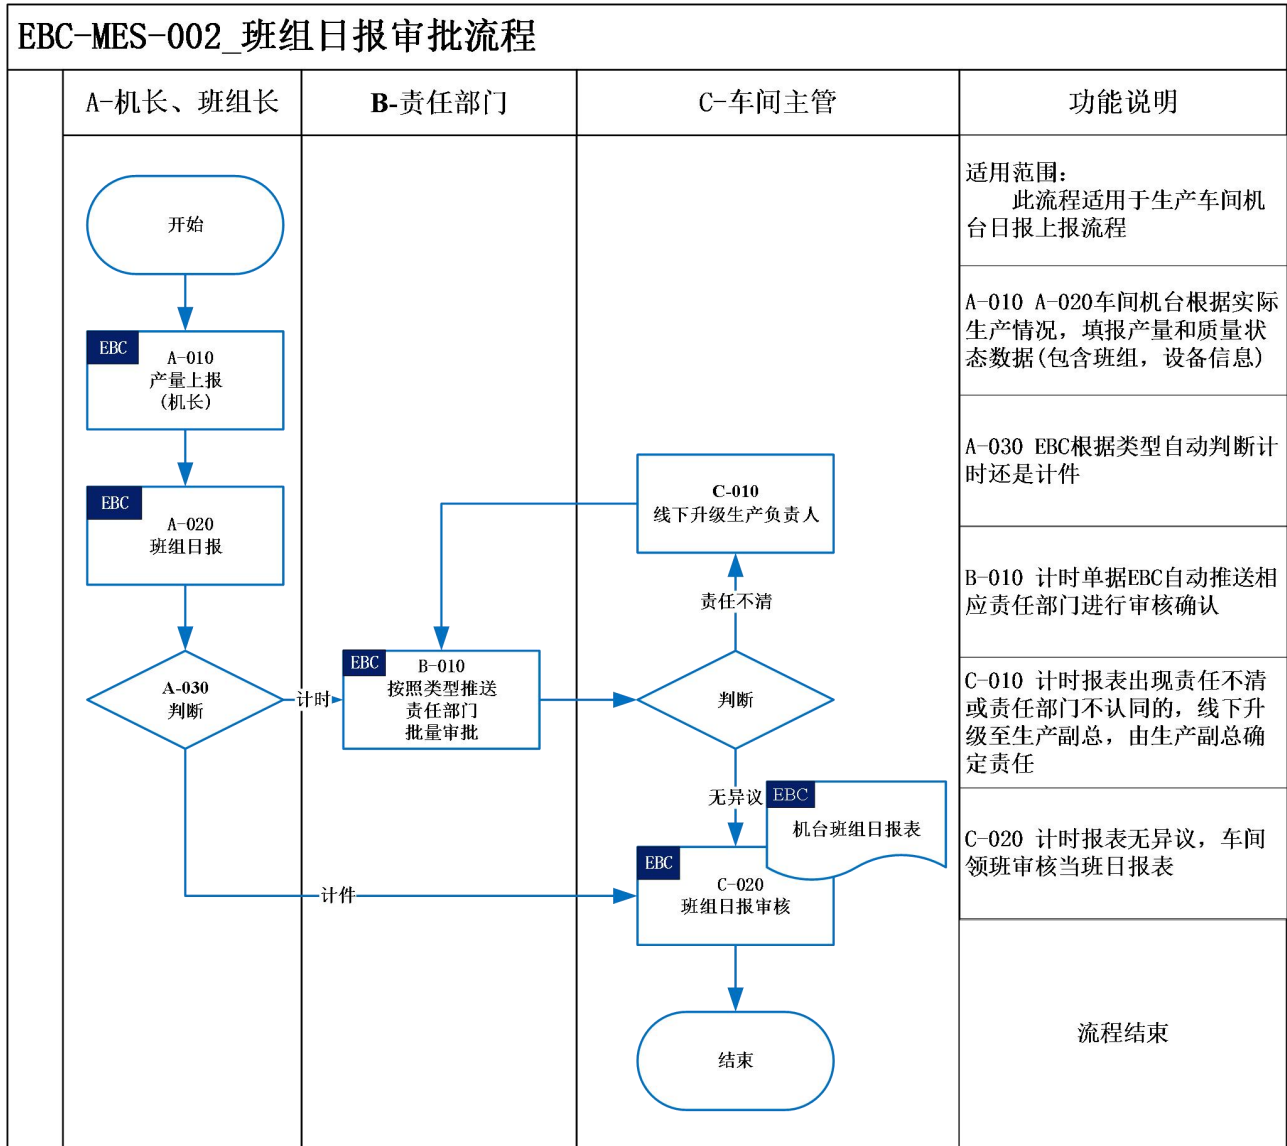 EBC-MES-002_班组日报审批流程
A-机长、班组长
B-责任部门
C-车间主管
功能说明
开始
EBC
A-010
产量上报
(机长)
EBC
A-020
班组日报
A-030
判断
计时
计件
EBC
B-010
按照类型推送
责任部门
批量审批
C-010
线下升级生产负责人
责任不清
判断
无异议
EBC
机台班组日报表
EBC
C-020
班组日报审核
结束
适用范围：
此流程适用于生产车间机
台日报上报流程
A-010 A-020车间机台根据实际
生产情况，填报产量和质量状
态数据(包含班组，设备信息)
A-030 EBC根据类型自动判断计
时还是计件
B-010 计时单据EBC自动推送相
应责任部门进行审核确认
C-010 计时报表出现责任不清
或责任部门不认同的，线下升
级至生产副总，由生产副总确
定责任
C-020 计时报表无异议，车间
领班审核当班日报表
流程结束